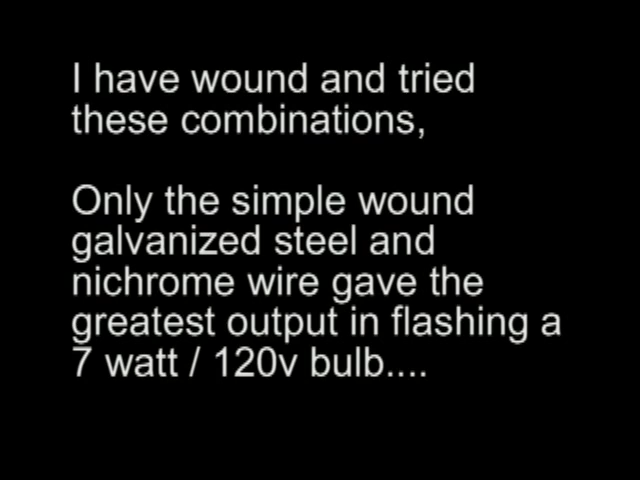 I have wound and tried
these combinations,
Only the simple wound
galvanized steel and
nichrome wire gave the
greatest output in flashing a
7 watt / 120v bulb....